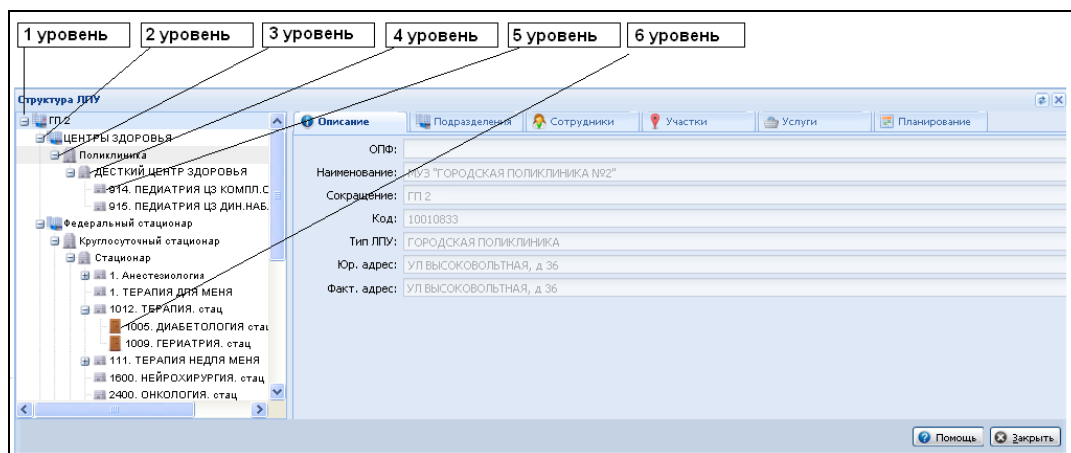 1 уровень
2 уровень
3 уровень
4 уровень
5 уровень
6 уровень
Структура ЛПУ
ГП 2
ЦЕНТРЫ ЗДОРОВЬЯ
Поликлиника
ДЕСТКИЙ ЦЕНТР ЗДОРОВЬЯ
914. ПЕДИАТРИЯ ЦЗ КОМПЛ.С
915. ПЕДИАТРИЯ ЦЗ ДИН.НАБ.
Федеральный стационар
Круглосуточный стационар
Стационар
1. Анестезиология
1. ТЕРАПИЯ ДЛЯ МЕНЯ
1012. ТЕРАПИЯ. стац
1005. ДИАБЕТОЛОГИЯ стац
1009. ГЕРИАТРИЯ. стац
111. ТЕРАПИЯ НЕДЛЯ МЕНЯ
1600. НЕЙРОХИРУРГИЯ. стац
2400. ОНКОЛОГИЯ. стац
Описание
Подразделения
Сотрудники
Участки
Услуги
Планирование
ОПФ:
Наименование: МУЗ "ГОРОДСКАЯ ПОЛИКЛИНИКА №2"
Сокращение: ГП 2
Код: 10010833
Тип ЛПУ: ГОРОДСКАЯ ПОЛИКЛИНИКА
Юр. адрес: УЛ ВЫСОКОВОЛЬТНАЯ, д 36
Факт. адрес: УЛ ВЫСОКОВОЛЬТНАЯ, д 36
Помощь
Закрыть